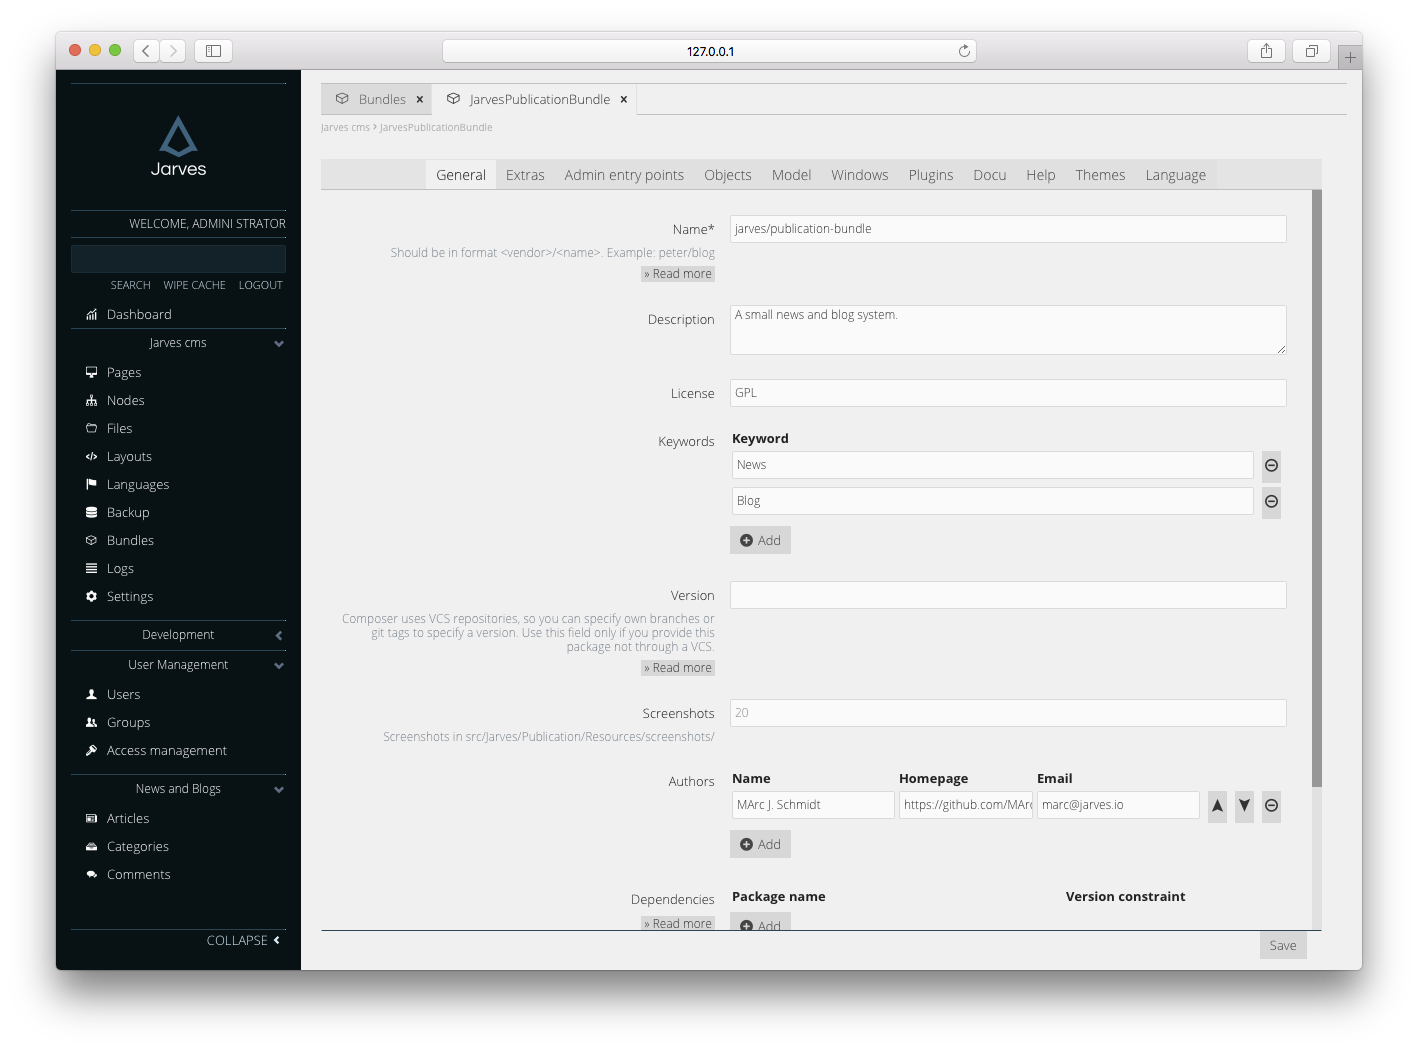 127.0.0.1
Jarves
WELCOME, ADMINI STRATOR
SEARCH WIPE CACHE LOGOUT
Dashboard
Jarves cms
Pages
Nodes
Files
Layouts
Languages
Backup
Bundles
Logs
Settings
Development
User Management
Users
Groups
Access management
News and Blogs
Articles
Categories
Comments
COLLAPSE
Bundles × JarvesPublicationBundle ×
Jarves cms › JarvesPublicationBundle
General Extras Admin entry points Objects Model Windows Plugins Docu Help Themes Language
Name* jarves/publication-bundle
Should be in format <vendor>/<name>. Example: peter/blog
» Read more
Description A small news and blog system.
License GPL
Keywords Keyword
News
Blog
Add
Version
Composer uses VCS repositories, so you can specify own branches or
git tags to specify a version. Use this field only if you provide this
package not through a VCS.
» Read more
Screenshots 20
Screenshots in src/Jarves/Publication/Resources/screenshots/
Authors Name Homepage Email
MArc J. Schmidt https://github.com/MArc marc@jarves.io
Add
Dependencies Package name Version constraint
» Read more Add
Save